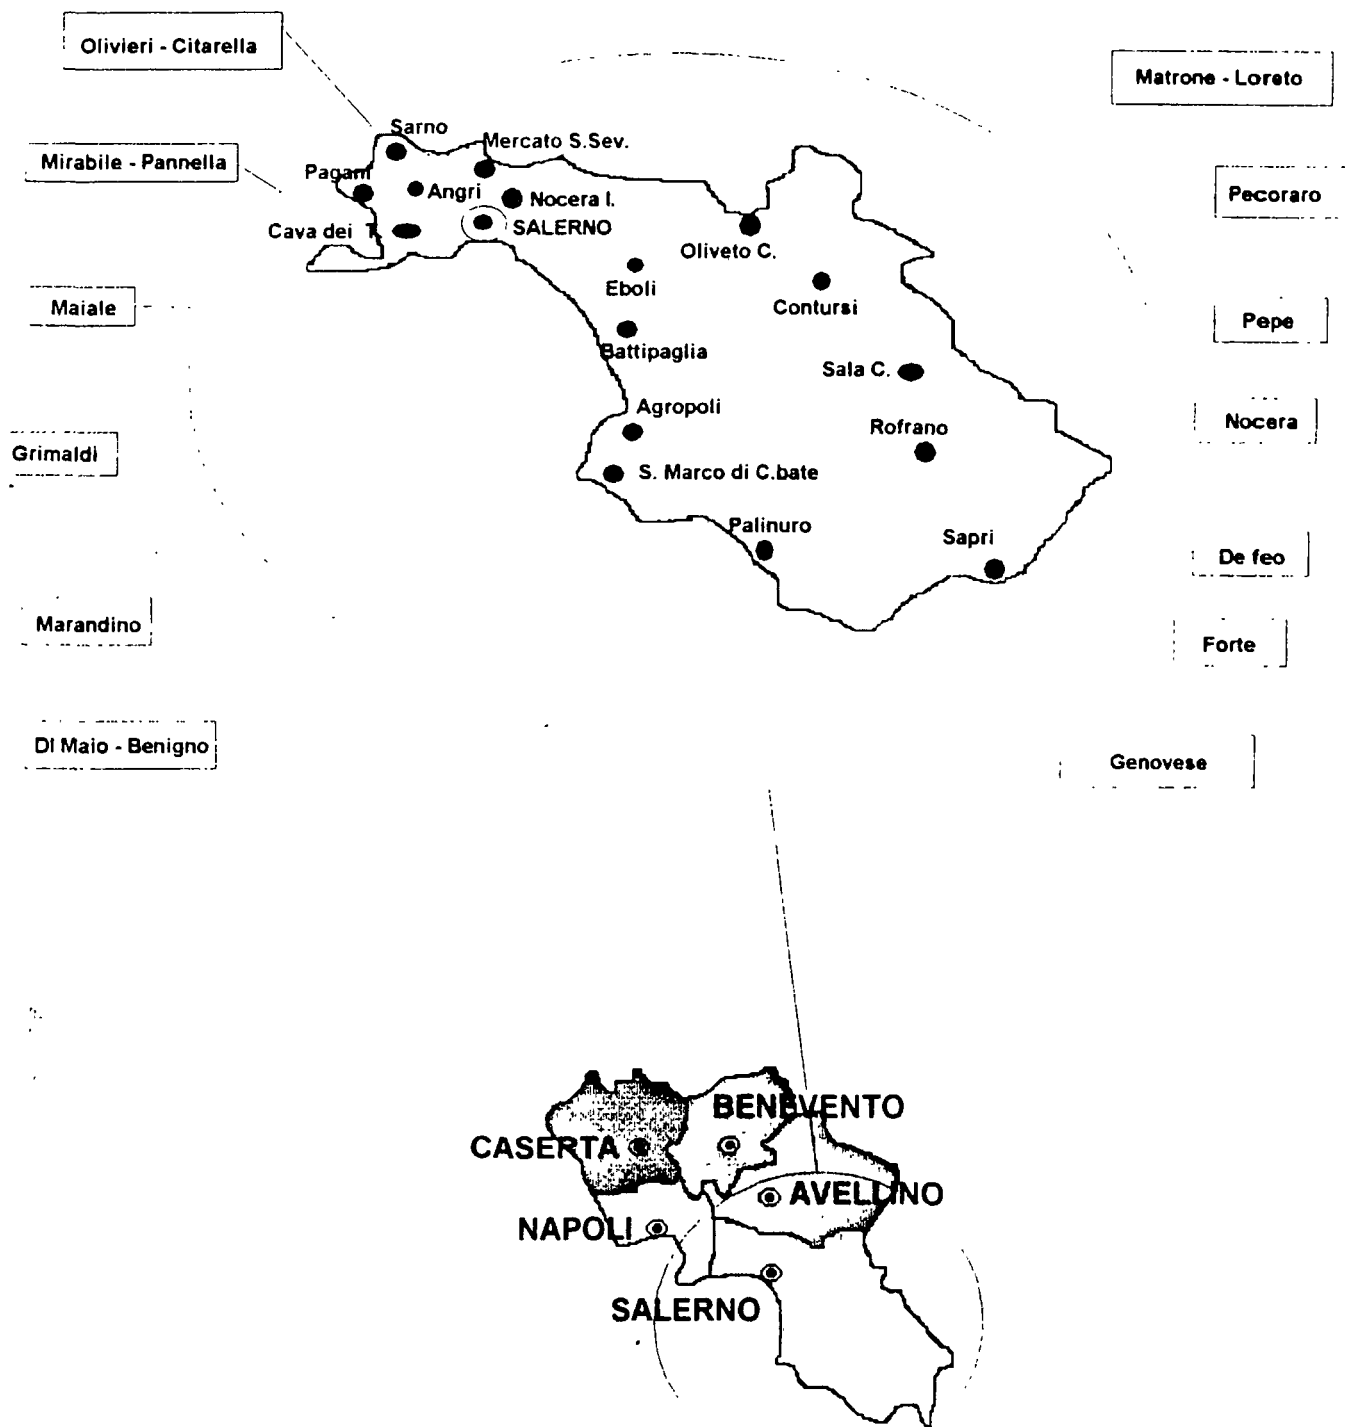 Olivieri - Citarella
Matrone - Loreto
Sarno
Mercato S.Sev.
Mirabile - Pannella
Pagani
Angri
Nocera I.
Pecoraro
Cava dei T.
SALERNO
Oliveto C.
Eboli
Contursi
Maiale
Pepe
Battipaglia
Sala C.
Agropoli
Rofrano
Nocera
Grimaldi
S. Marco di C.bate
Palinuro
Sapri
De feo
Marandino
Forte
DI Maio - Benigno
Genovese
BENEVENTO
CASERTA
AVELLINO
NAPOLI
SALERNO